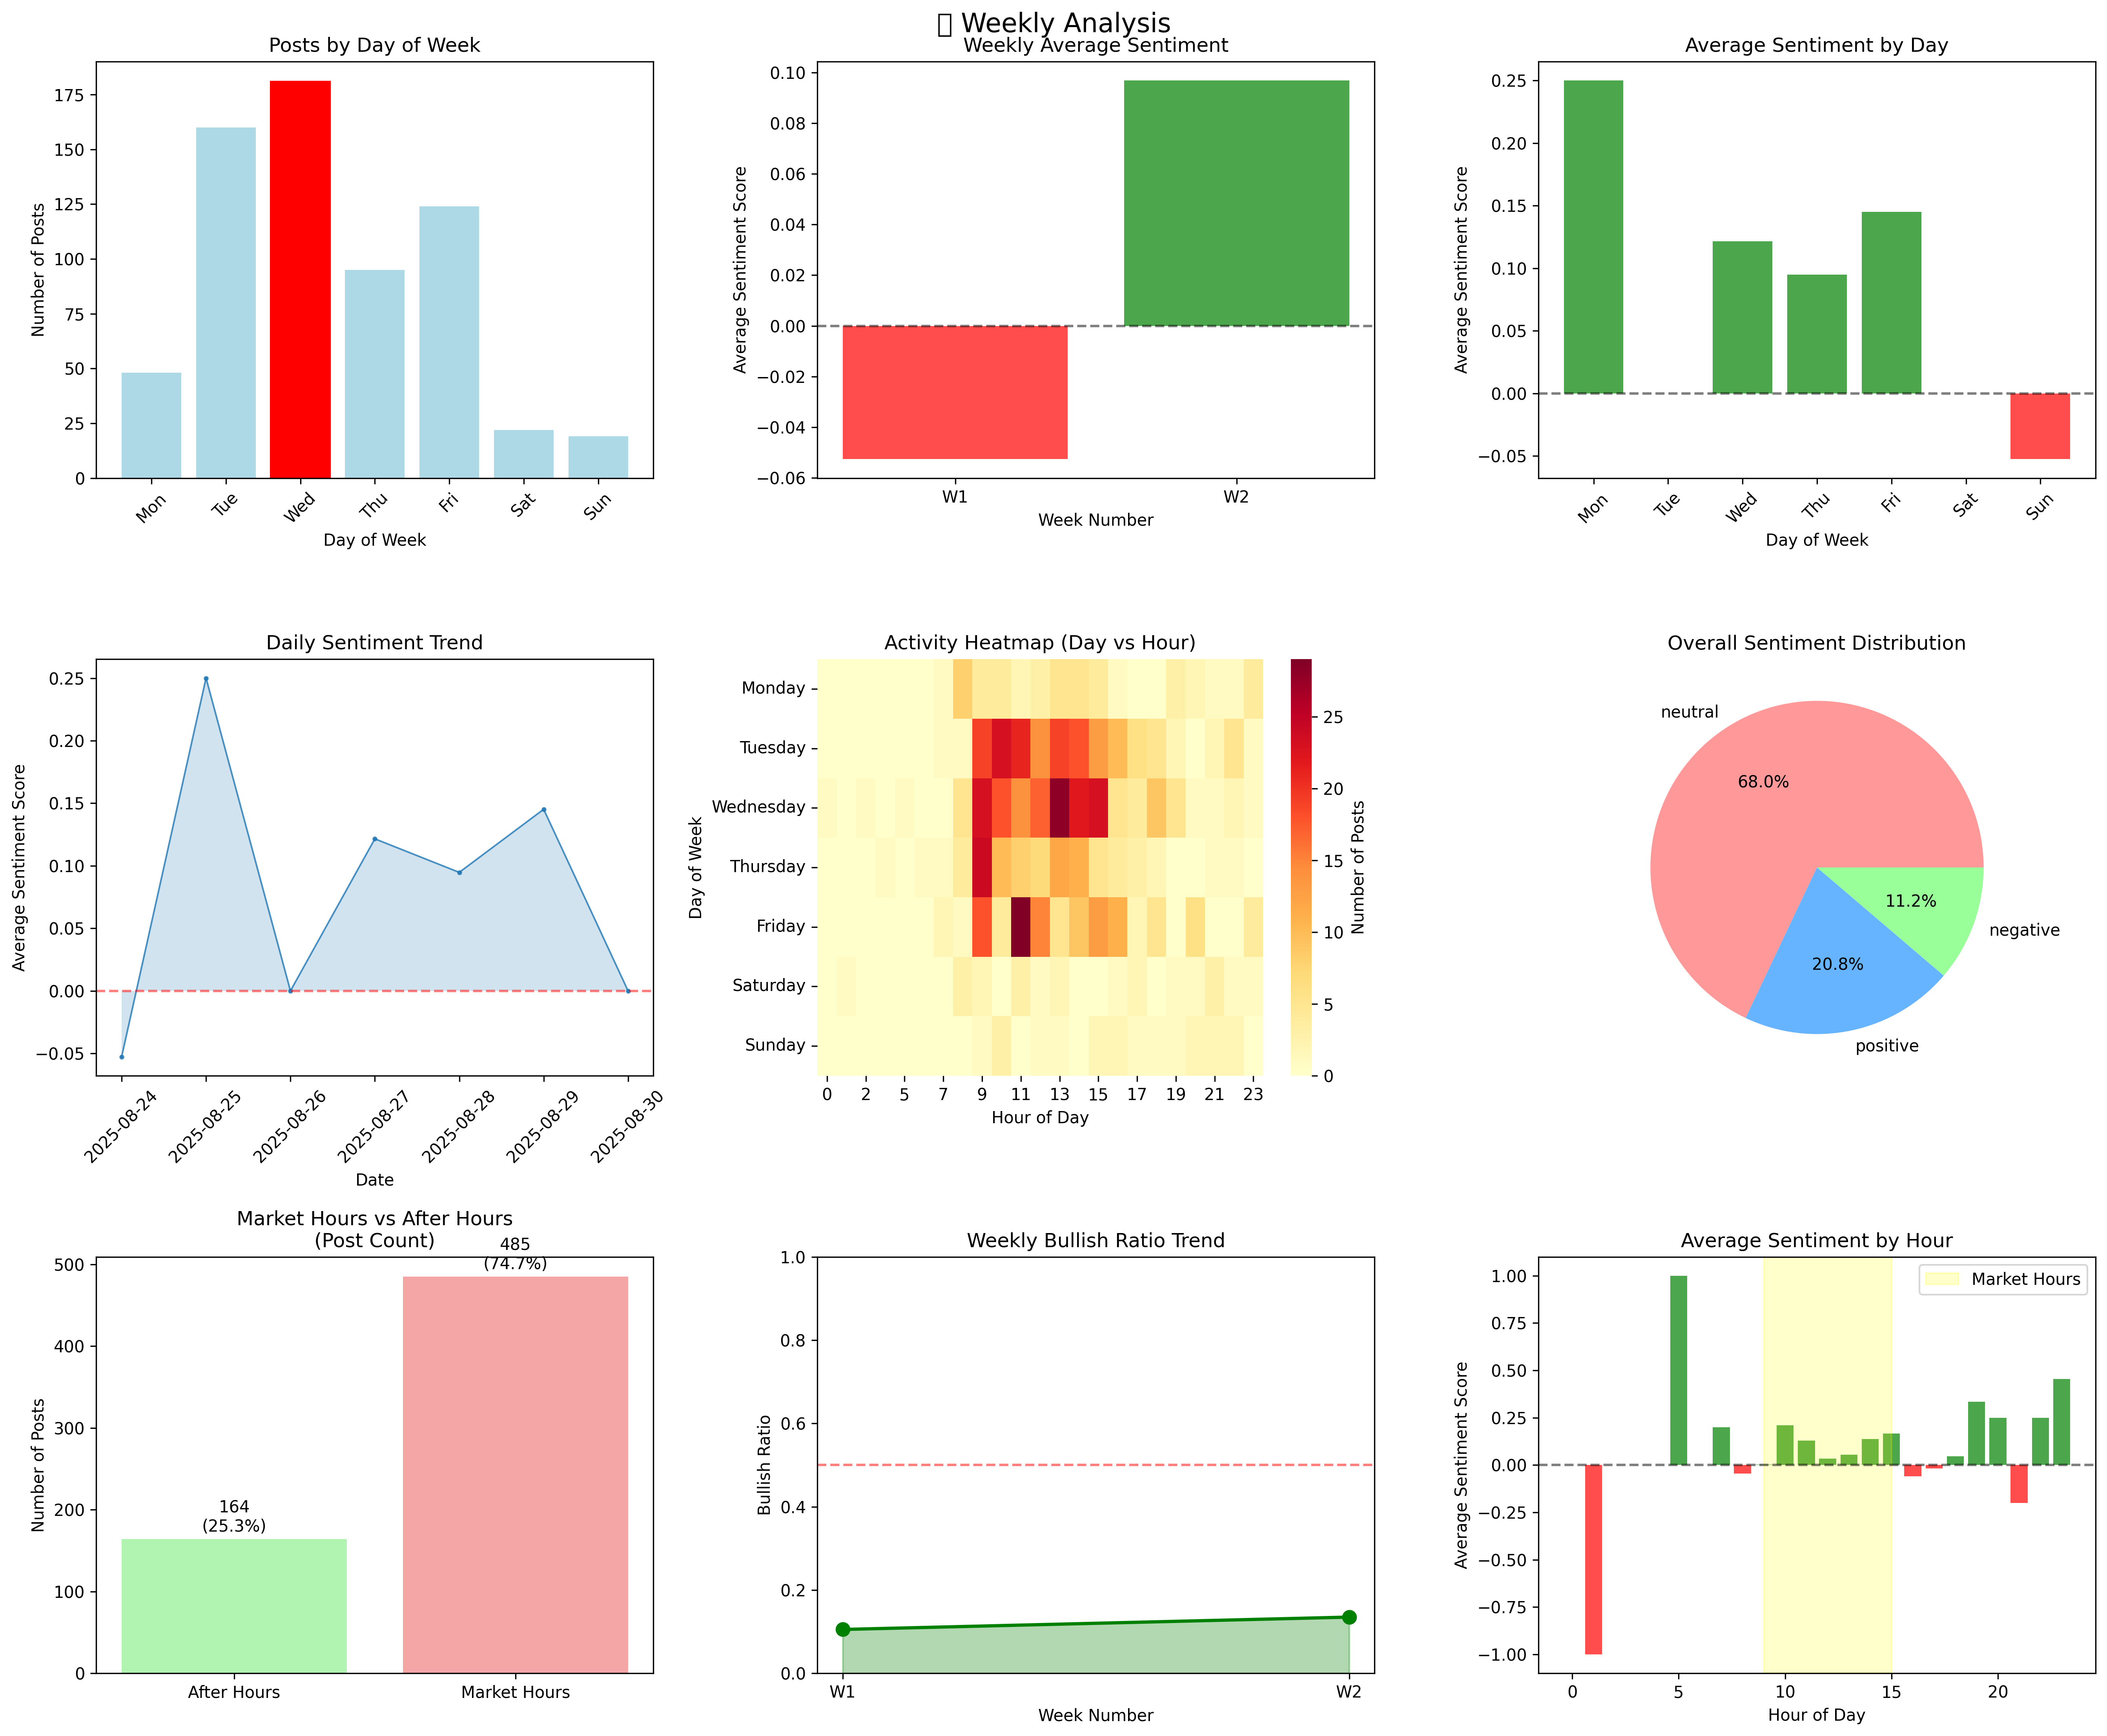 ▯ Weekly Analysis
Posts by Day of Week
Number of Posts
175
150
125
100
75
50
25
0
Mon
Tue
Wed
Thu
Fri
Sat
Sun
Day of Week
Weekly Average Sentiment
Average Sentiment Score
0.10
0.08
0.06
0.04
0.02
0.00
−0.02
−0.04
−0.06
W1
W2
Week Number
Average Sentiment by Day
Average Sentiment Score
0.25
0.20
0.15
0.10
0.05
0.00
−0.05
Mon
Tue
Wed
Thu
Fri
Sat
Sun
Day of Week
Daily Sentiment Trend
Average Sentiment Score
0.25
0.20
0.15
0.10
0.05
0.00
−0.05
2025-08-24
2025-08-25
2025-08-26
2025-08-27
2025-08-28
2025-08-29
2025-08-30
Date
Activity Heatmap (Day vs Hour)
Day of Week
Monday
Tuesday
Wednesday
Thursday
Friday
Saturday
Sunday
0
2
5
7
9
11
13
15
17
19
21
23
Hour of Day
25
20
15
10
5
0
Number of Posts
Overall Sentiment Distribution
neutral
68.0%
11.2%
negative
20.8%
positive
Market Hours vs After Hours
(Post Count)
Number of Posts
500
400
300
200
100
0
164
(25.3%)
485
(74.7%)
After Hours
Market Hours
Weekly Bullish Ratio Trend
Bullish Ratio
1.0
0.8
0.6
0.4
0.2
0.0
W1
W2
Week Number
Average Sentiment by Hour
Market Hours
Average Sentiment Score
1.00
0.75
0.50
0.25
0.00
−0.25
−0.50
−0.75
−1.00
0
5
10
15
20
Hour of Day